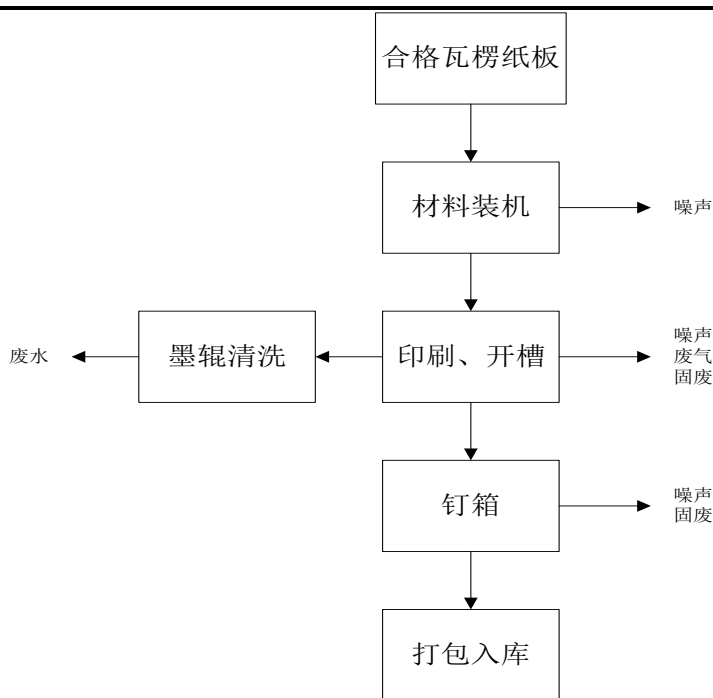 合格瓦楞纸板
材料装机
噪声
废水
墨辊清洗
印刷、开槽
噪声
废气
固废
钉箱
噪声
固废
打包入库